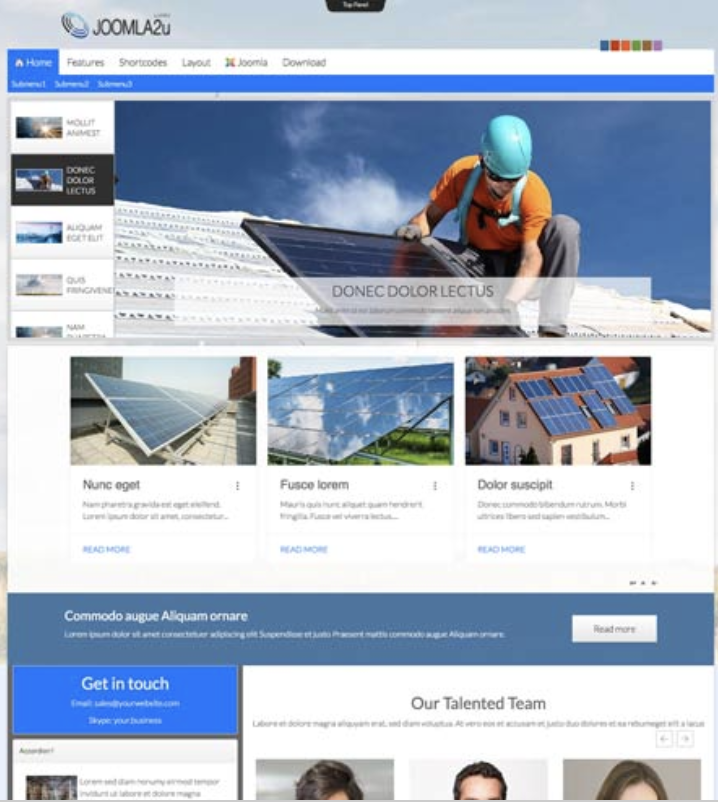 Top Panel
JOOMLA2u
Home Features Shortcodes Layout Joomla Download
Submenu1 Submenu2 Submenu3
MOLLIT
ANIMEST
DONEC
DOLOR
LECTUS
ALIQUAM
EGET ELIT
QUIS
FRINGIVENE
NAM
DONEC DOLOR LECTUS
Nunc eget
Nam pharetra gravida est eget eleifend.
Lorem ipsum dolor sit amet, consectetur...
READ MORE
Fusce lorem
Mauris quis nunc aliquet quam hendrerit
fringilla. Fusce vel viverra lectus....
READ MORE
Dolor suscipit
Donec commodo bibendum rutrum. Morbi
ultrices libero sed sapien vestibulum...
READ MORE
Commodo augue Aliquam ornare
Lorem ipsum dolor sit amet consectetuer adipiscing elit Suspendisse et justo Praesent mattis commodo augue Aliquam ornare.
Read more
Get in touch
Email: sales@yourwebsite.com
Skype: your.business
Accordion1
Lorem sed diam nonumy eirmod tempor
invidunt ut labore et dolore magna
Our Talented Team
Labore et dolore magna aliquyam erat, sed diam voluptua. At vero eos et accusam et justo duo dolores et ea rebumeget elit a lacus